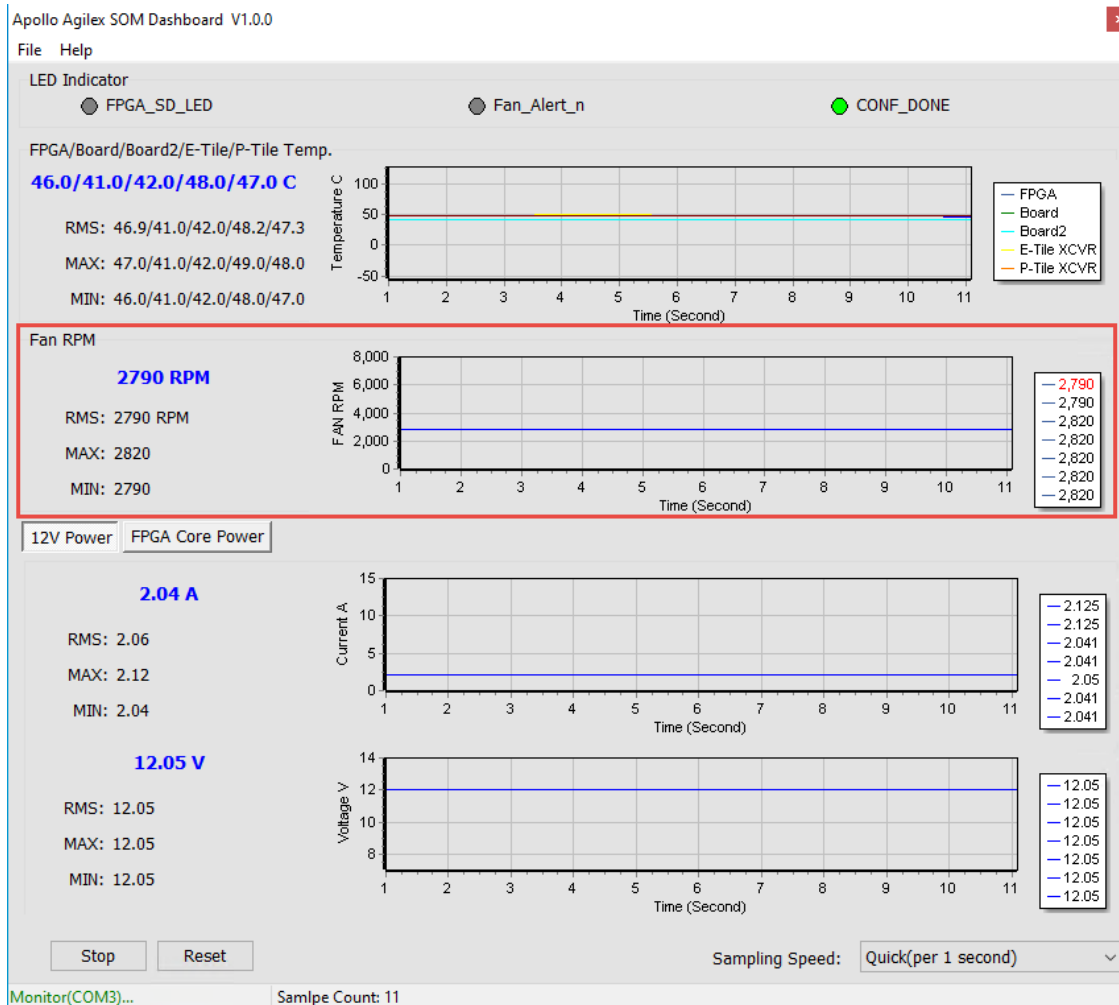 Apollo Agilex SOM Dashboard V1.0.0
File Help
LED Indicator
FPGA_SD_LED Fan_Alert_n CONF_DONE
FPGA/Board/Board2/E-Tile/P-Tile Temp.
46.0/41.0/42.0/48.0/47.0 C
RMS: 46.9/41.0/42.0/48.2/47.3
MAX: 47.0/41.0/42.0/49.0/48.0
MIN: 46.0/41.0/42.0/48.0/47.0
Temperature C
100
50
0
-50
1 2 3 4 5 6 7 8 9 10 11
Time (Second)
FPGA
Board
Board2
E-Tile XCVR
P-Tile XCVR
Fan RPM
2790 RPM
RMS: 2790 RPM
MAX: 2820
MIN: 2790
FAN RPM
8,000
6,000
4,000
2,000
0
1 2 3 4 5 6 7 8 9 10 11
Time (Second)
2,790
2,790
2,820
2,820
2,820
2,820
2,820
12V Power FPGA Core Power
2.04 A
RMS: 2.06
MAX: 2.12
MIN: 2.04
Current A
15
10
5
0
1 2 3 4 5 6 7 8 9 10 11
Time (Second)
2.125
2.125
2.041
2.041
2.05
2.041
2.041
12.05 V
RMS: 12.05
MAX: 12.05
MIN: 12.05
Voltage V
14
12
10
8
1 2 3 4 5 6 7 8 9 10 11
Time (Second)
12.05
12.05
12.05
12.05
12.05
12.05
12.05
Stop Reset Sampling Speed: Quick(per 1 second)
Monitor(COM3)... Samlpe Count: 11